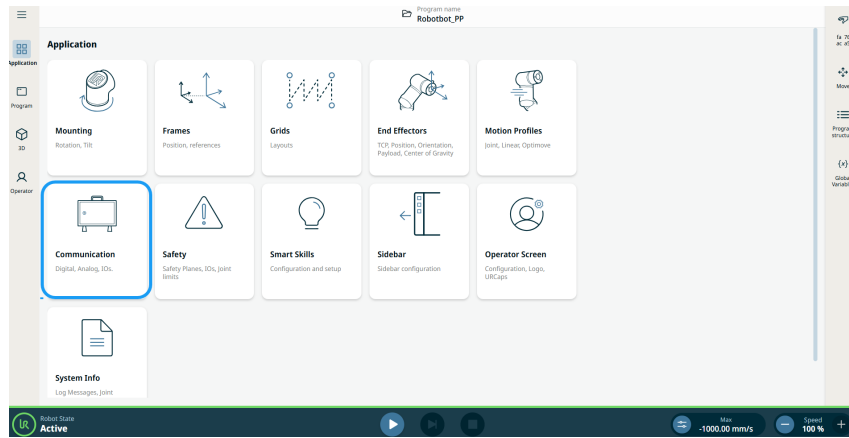 Program name
Robotbot_PP
Application
Program
3D
Operator
Application
Mounting
Rotation, Tilt
Frames
Position, references
Grids
Layouts
End Effectors
TCP, Position, Orientation,
Payload, Center of Gravity
Motion Profiles
Joint, Linear, Optimove
Communication
Digital, Analog, IOs.
Safety
Safety Planes, IOs, Joint
limits
Smart Skills
Configuration and setup
Sidebar
Sidebar configuration
Operator Screen
Configuration, Logo,
URCaps
System Info
Log Messages, Joint
fa 76
Move
Robot State
Active
Max
-1000.00 mm/s
Speed
100 %